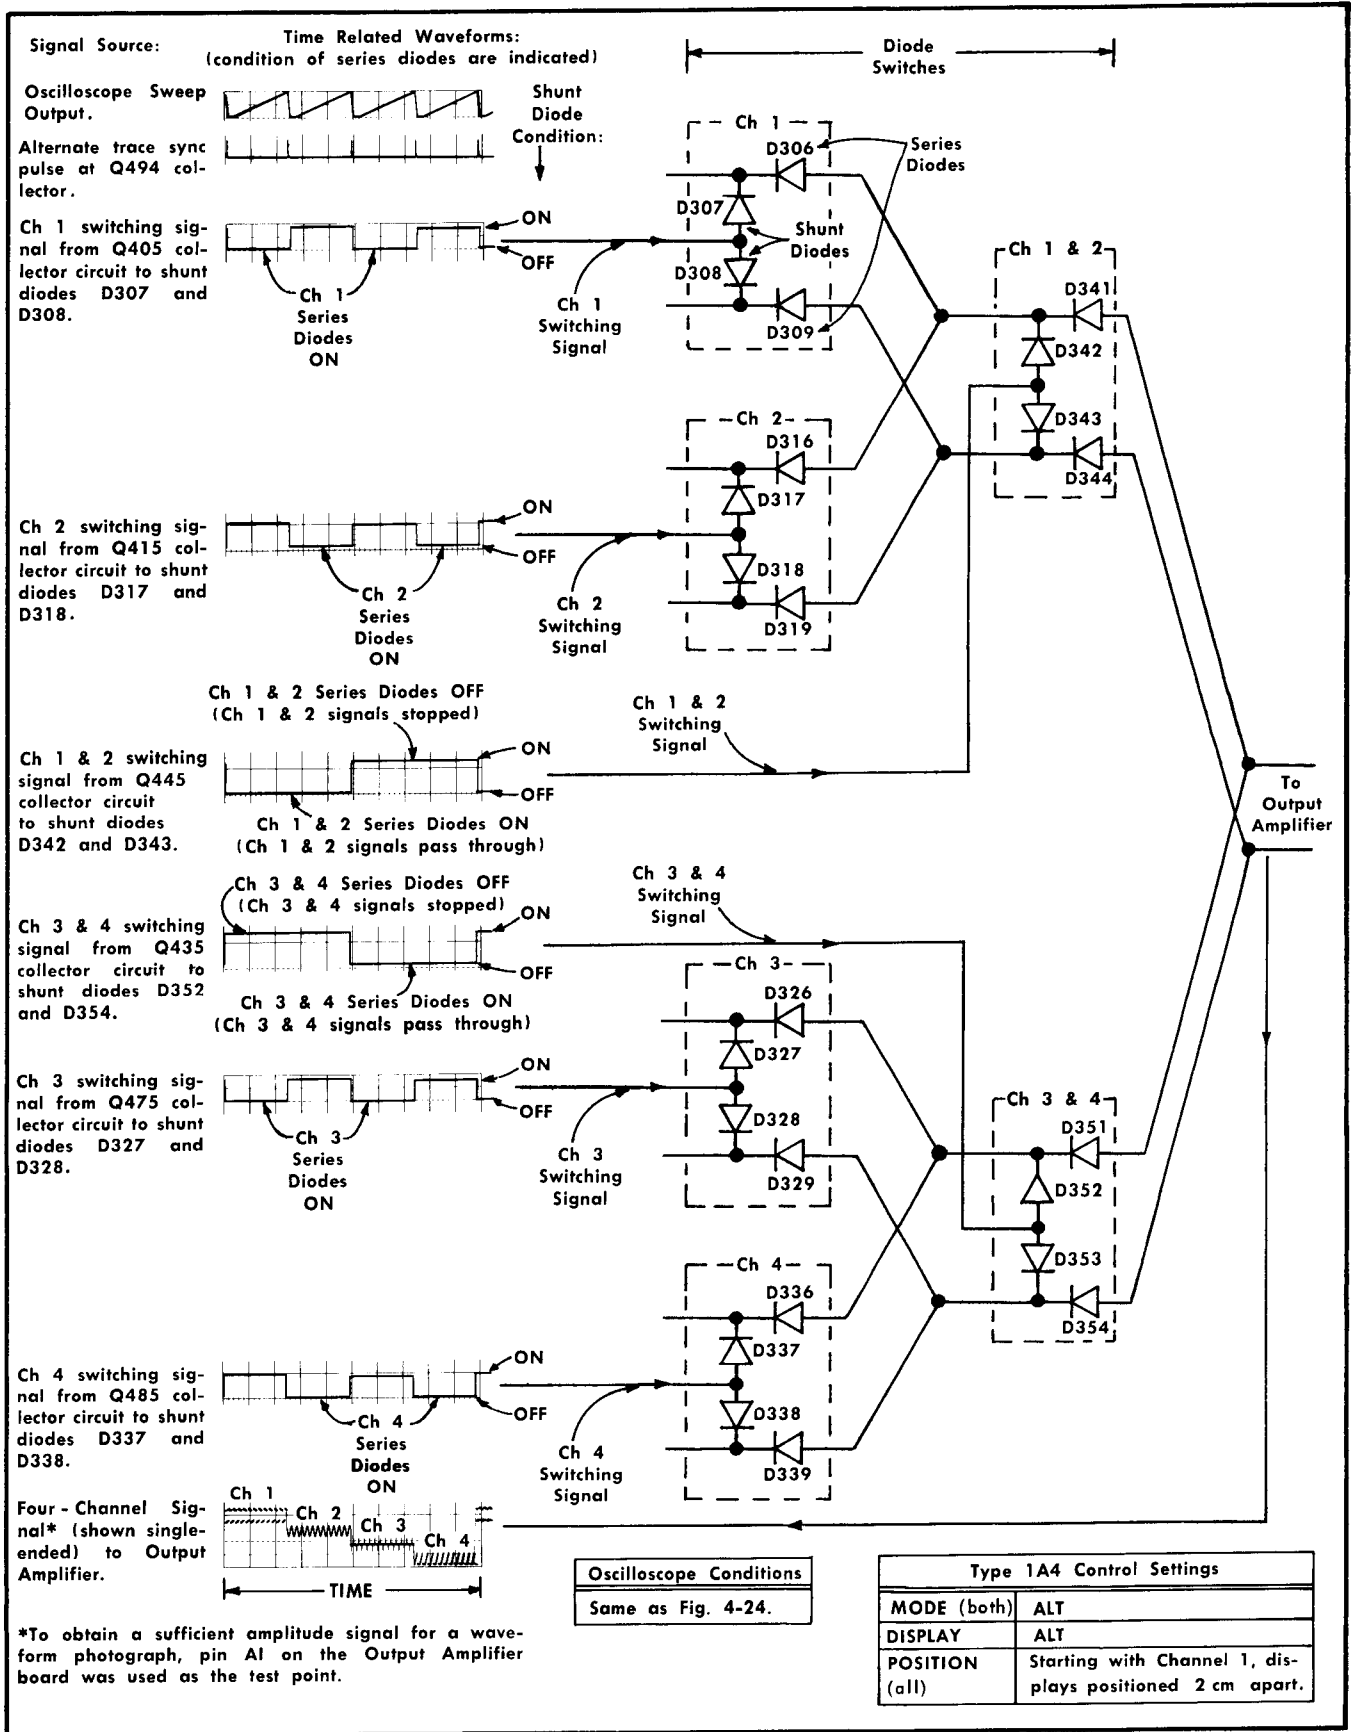 Signal Source:
Time Related Waveforms:
(condition of series diodes are indicated)
Diode
Switches
Oscilloscope Sweep
Output.
Shunt
Diode
Condition:
Alternate trace sync
pulse at Q494 col-
lector.
Ch 1
D306
Series
Diodes
D307
Shunt
Diodes
D308
D309
Ch 1 switching sig-
nal from Q405 col-
lector circuit to shunt
diodes D307 and
D308.
ON
OFF
Ch 1
Series
Diodes
ON
Ch 1
Switching
Signal
Ch 1 & 2
D341
D342
D343
D344
Ch 2
D316
D317
D318
D319
Ch 2 switching sig-
nal from Q415 col-
lector circuit to shunt
diodes D317 and
D318.
ON
OFF
Ch 2
Series
Diodes
ON
Ch 2
Switching
Signal
Ch 1 & 2 Series Diodes OFF
(Ch 1 & 2 signals stopped)
Ch 1 & 2
Switching
Signal
Ch 1 & 2 switching
signal from Q445
collector circuit
to shunt diodes
D342 and D343.
ON
OFF
Ch 1 & 2 Series Diodes ON
(Ch 1 & 2 signals pass through)
To
Output
Amplifier
Ch 3 & 4 Series Diodes OFF
(Ch 3 & 4 signals stopped)
Ch 3 & 4
Switching
Signal
Ch 3 & 4 switching
signal from Q435
collector circuit to
shunt diodes D352
and D354.
ON
OFF
Ch 3 & 4 Series Diodes ON
(Ch 3 & 4 signals pass through)
Ch 3
D326
D327
D328
D329
Ch 3 switching sig-
nal from Q475 col-
lector circuit to shunt
diodes D327 and
D328.
ON
OFF
Ch 3
Series
Diodes
ON
Ch 3
Switching
Signal
Ch 3 & 4
D351
D352
D353
D354
Ch 4
D336
D337
D338
D339
Ch 4 switching sig-
nal from Q485 col-
lector circuit to shunt
diodes D337 and
D338.
ON
OFF
Ch 4
Series
Diodes
ON
Ch 4
Switching
Signal
Four-Channel Sig-
nal* (shown single-
ended) to Output
Amplifier.
Ch 1
Ch 2
Ch 3
Ch 4
TIME
*To obtain a sufficient amplitude signal for a wave-
form photograph, pin AI on the Output Amplifier
board was used as the test point.
Oscilloscope Conditions
Same as Fig. 4-24.
Type 1A4 Control Settings
MODE (both) ALT
DISPLAY ALT
POSITION (all) Starting with Channel 1, dis-
plays positioned 2 cm apart.